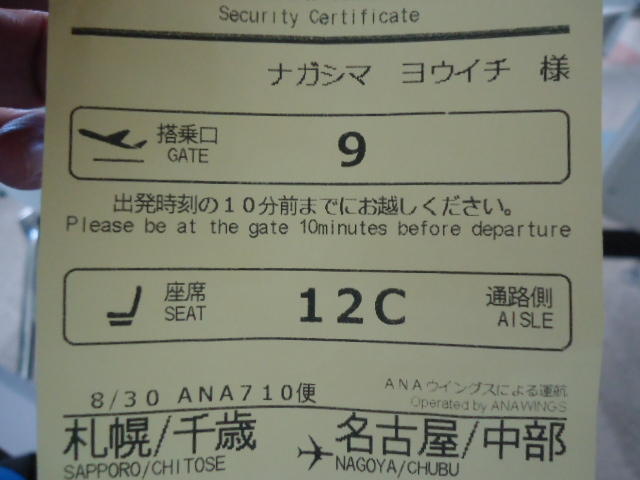 Security Certificate
ナガシマ ヨウイチ 様
搭乗口 9
GATE
出発時刻の１０分前までにお越しください。
Please be at the gate 10minutes before departure
座席 12C 通路側
SEAT AISLE
8/30 ANA710便 ANAウイングスによる運航
Operated by ANAWINGS
札幌/千歳 名古屋/中部
SAPPORO/CHITOSE NAGOYA/CHUBU